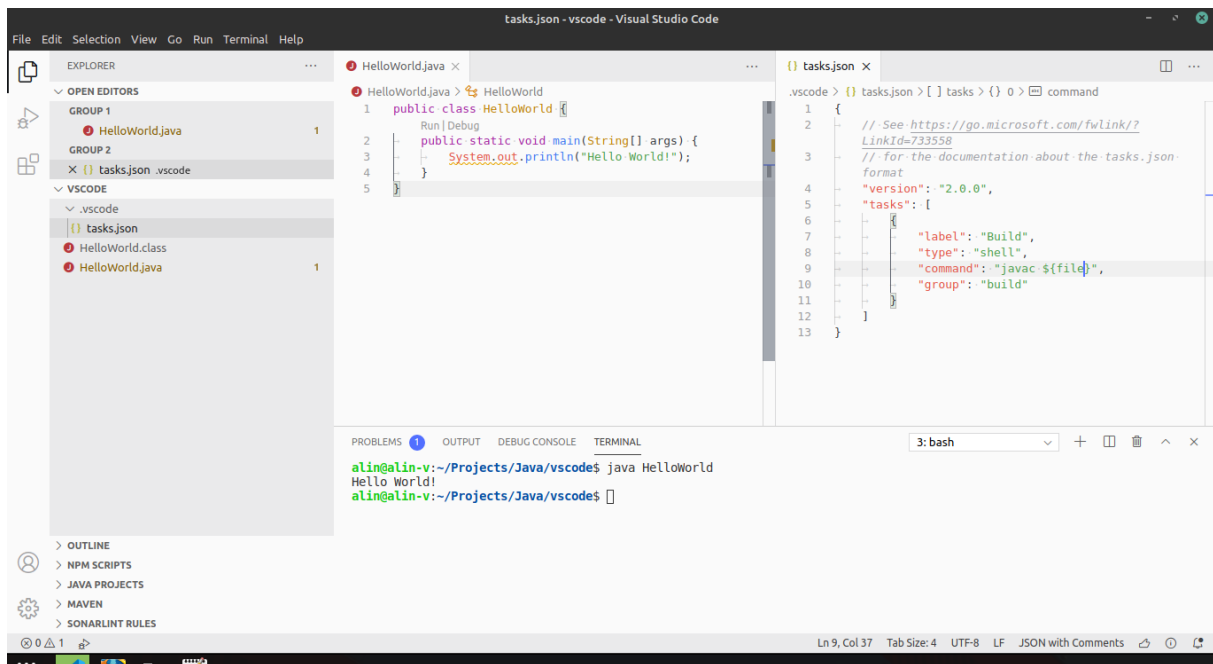 tasks.json - vscode - Visual Studio Code
File Edit Selection View Go Run Terminal Help
EXPLORER
OPEN EDITORS
GROUP 1
HelloWorld.java 1
GROUP 2
tasks.json .vscode
VSCODE
.vscode
{} tasks.json
HelloWorld.class
HelloWorld.java 1
OUTLINE
NPM SCRIPTS
JAVA PROJECTS
MAVEN
SONARLINT RULES
HelloWorld.java
HelloWorld.java > HelloWorld
1 public class HelloWorld {
Run | Debug
2 public static void main(String[] args) {
3 System.out.println("Hello World!");
4 }
5 }
{} tasks.json
.vscode > {} tasks.json > [ ] tasks > {} 0 > command
1 {
2 // See https://go.microsoft.com/fwlink/?
LinkId=733558
3 // for the documentation about the tasks.json
format
4 "version": "2.0.0",
5 "tasks": [
6 {
7 "label": "Build",
8 "type": "shell",
9 "command": "javac ${file}",
10 "group": "build"
11 }
12 ]
13 }
PROBLEMS 1 OUTPUT DEBUG CONSOLE TERMINAL
3: bash
alin@alin-v:~/Projects/Java/vscode$ java HelloWorld
Hello World!
alin@alin-v:~/Projects/Java/vscode$
0 1
Ln 9, Col 37 Tab Size: 4 UTF-8 LF JSON with Comments